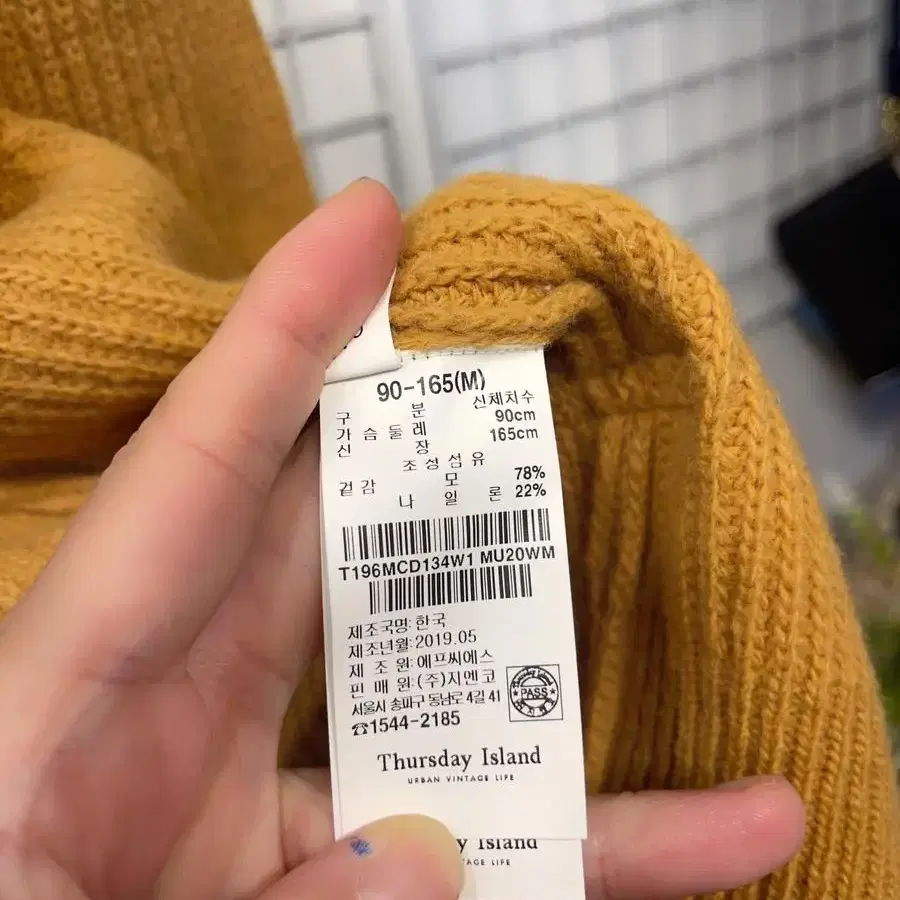 90-165(M)
구 분 신체치수
가슴둘레 90cm
신 장 165cm
조성섬유
겉감 모 78%
나 일 론 22%
T196MCD134W1 MU20WM
제조국명:한국
제조년월:2019.05
제 조 원:에프씨에스
판 매 원:(주)지엔코
서울시 송파구 동남로 4길 41
☎1544-2185
PASS
Thursday Island
URBAN VINTAGE LIFE
Island
AGE LIFE